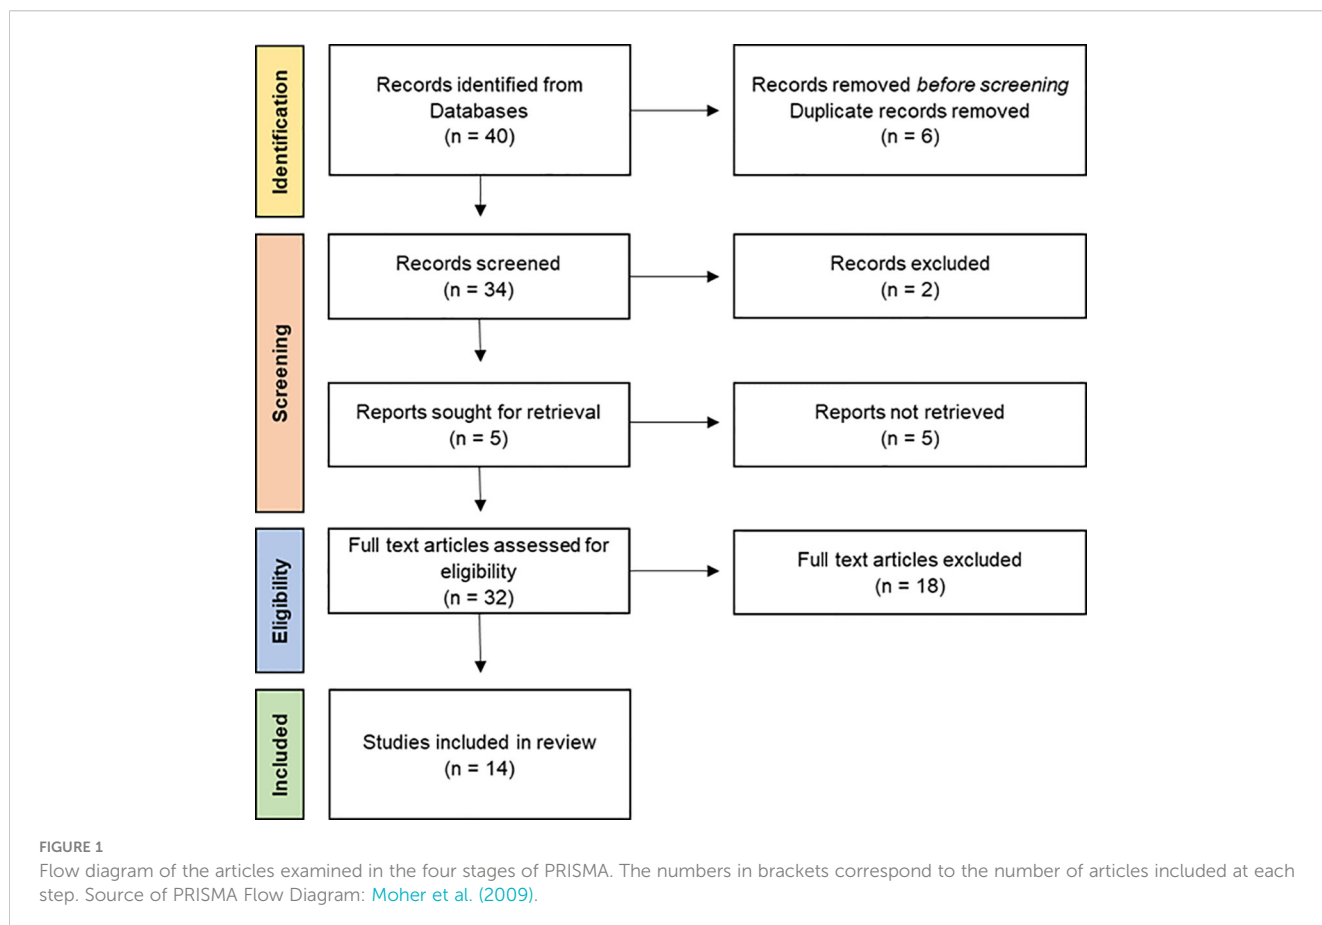 Identification
Records identified from
Databases
(n = 40)
Records removed before screening
Duplicate records removed
(n = 6)
Screening
Records screened
(n = 34)
Records excluded
(n = 2)
Reports sought for retrieval
(n = 5)
Reports not retrieved
(n = 5)
Eligibility
Full text articles assessed for
eligibility
(n = 32)
Full text articles excluded
(n = 18)
Included
Studies included in review
(n = 14)
FIGURE 1
Flow diagram of the articles examined in the four stages of PRISMA. The numbers in brackets correspond to the number of articles included at each
step. Source of PRISMA Flow Diagram: Moher et al. (2009).